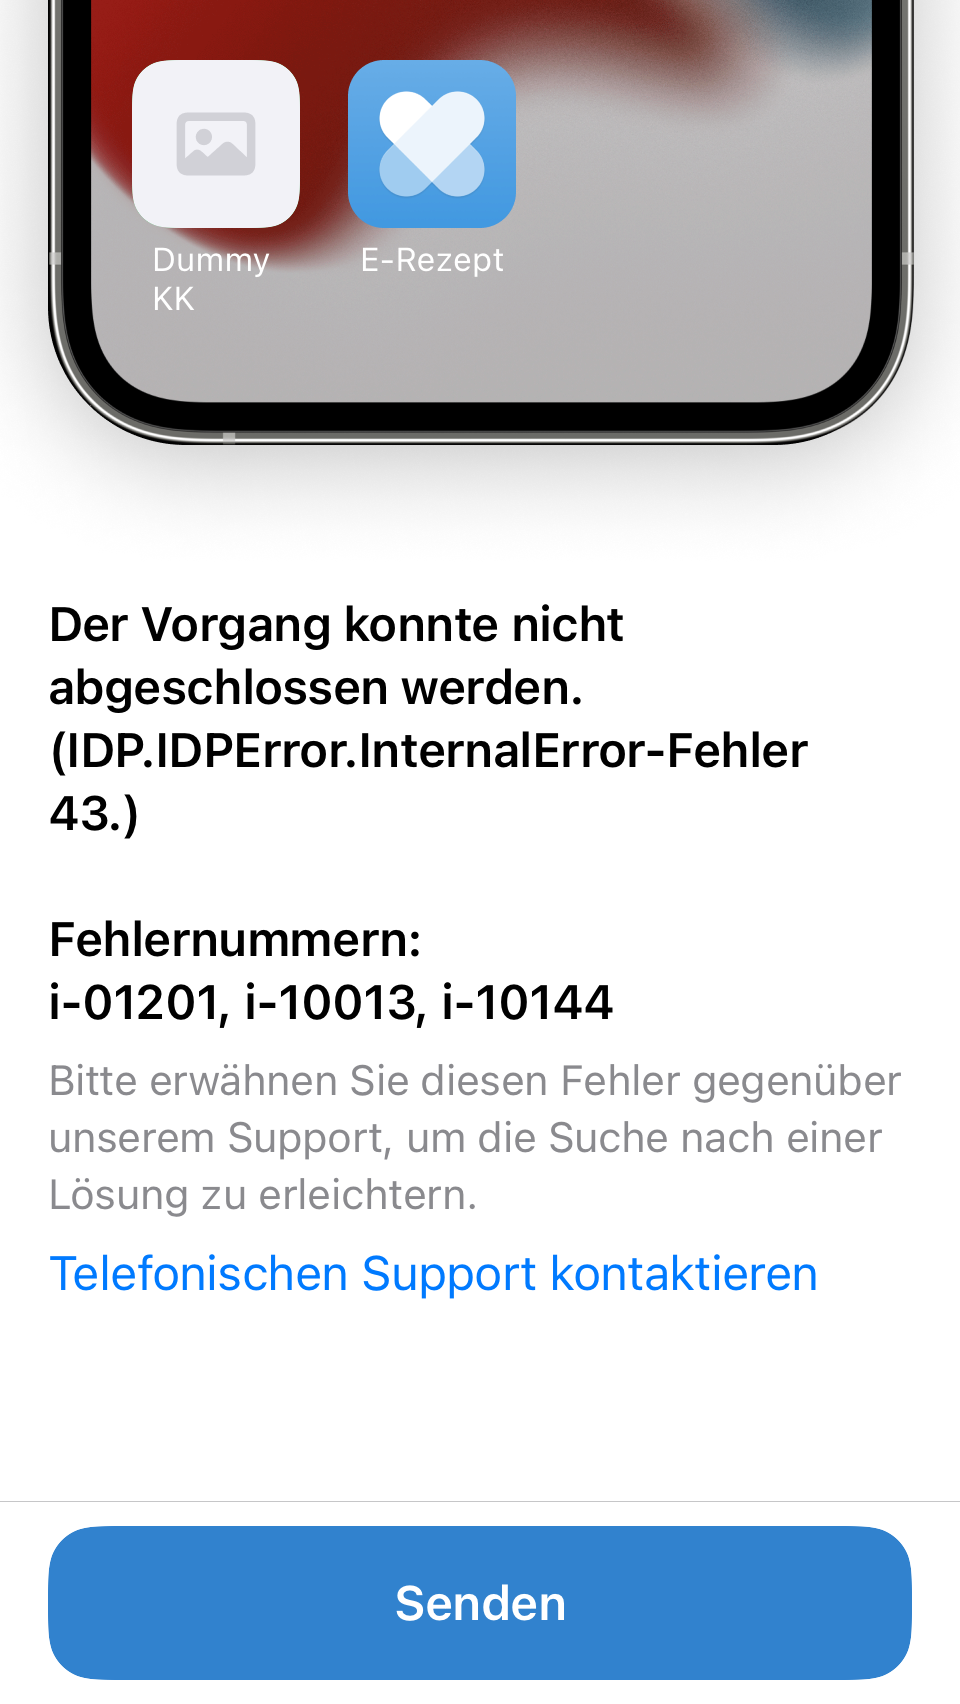 Dummy
KK
E-Rezept
Der Vorgang konnte nicht
abgeschlossen werden.
(IDP.IDPError.InternalError-Fehler
43.)
Fehlernummern:
i-01201, i-10013, i-10144
Bitte erwähnen Sie diesen Fehler gegenüber
unserem Support, um die Suche nach einer
Lösung zu erleichtern.
Telefonischen Support kontaktieren
Senden